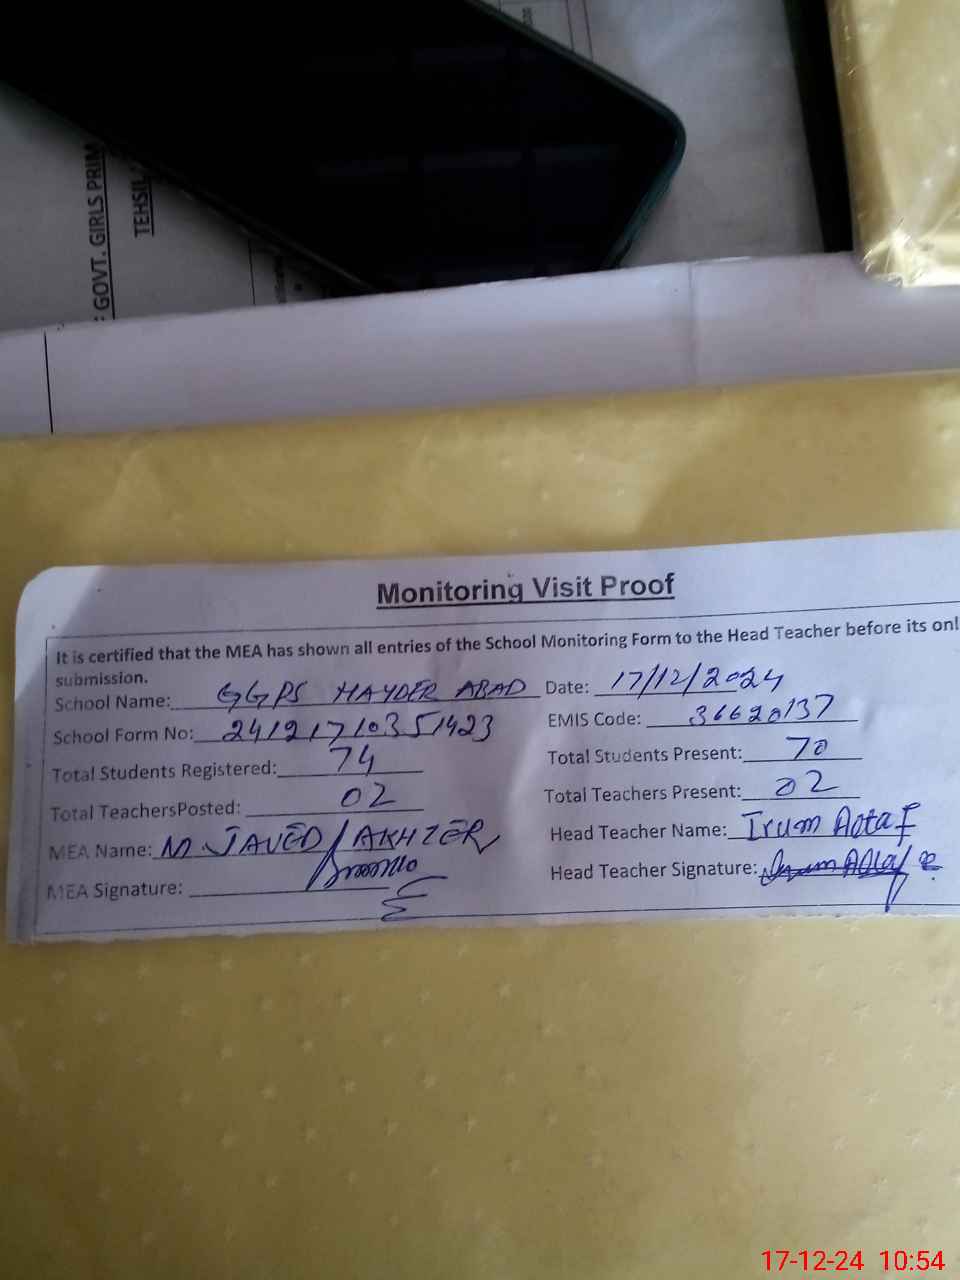 : GOVT. GIRLS PRIM
TEHSIL
Monitoring Visit Proof
It is certified that the MEA has shown all entries of the School Monitoring Form to the Head Teacher before its onl
submission.
School Name: GGPS HAYDER ABAD Date: 17/12/2024
School Form No: 24121710351423 EMIS Code: 36620137
Total Students Registered: 74 Total Students Present: 70
Total TeachersPosted: 02 Total Teachers Present: 02
MEA Name: M JAVED AKHZER Head Teacher Name: Irum Aotaf
MEA Signature: Head Teacher Signature:
17-12-24 10:54